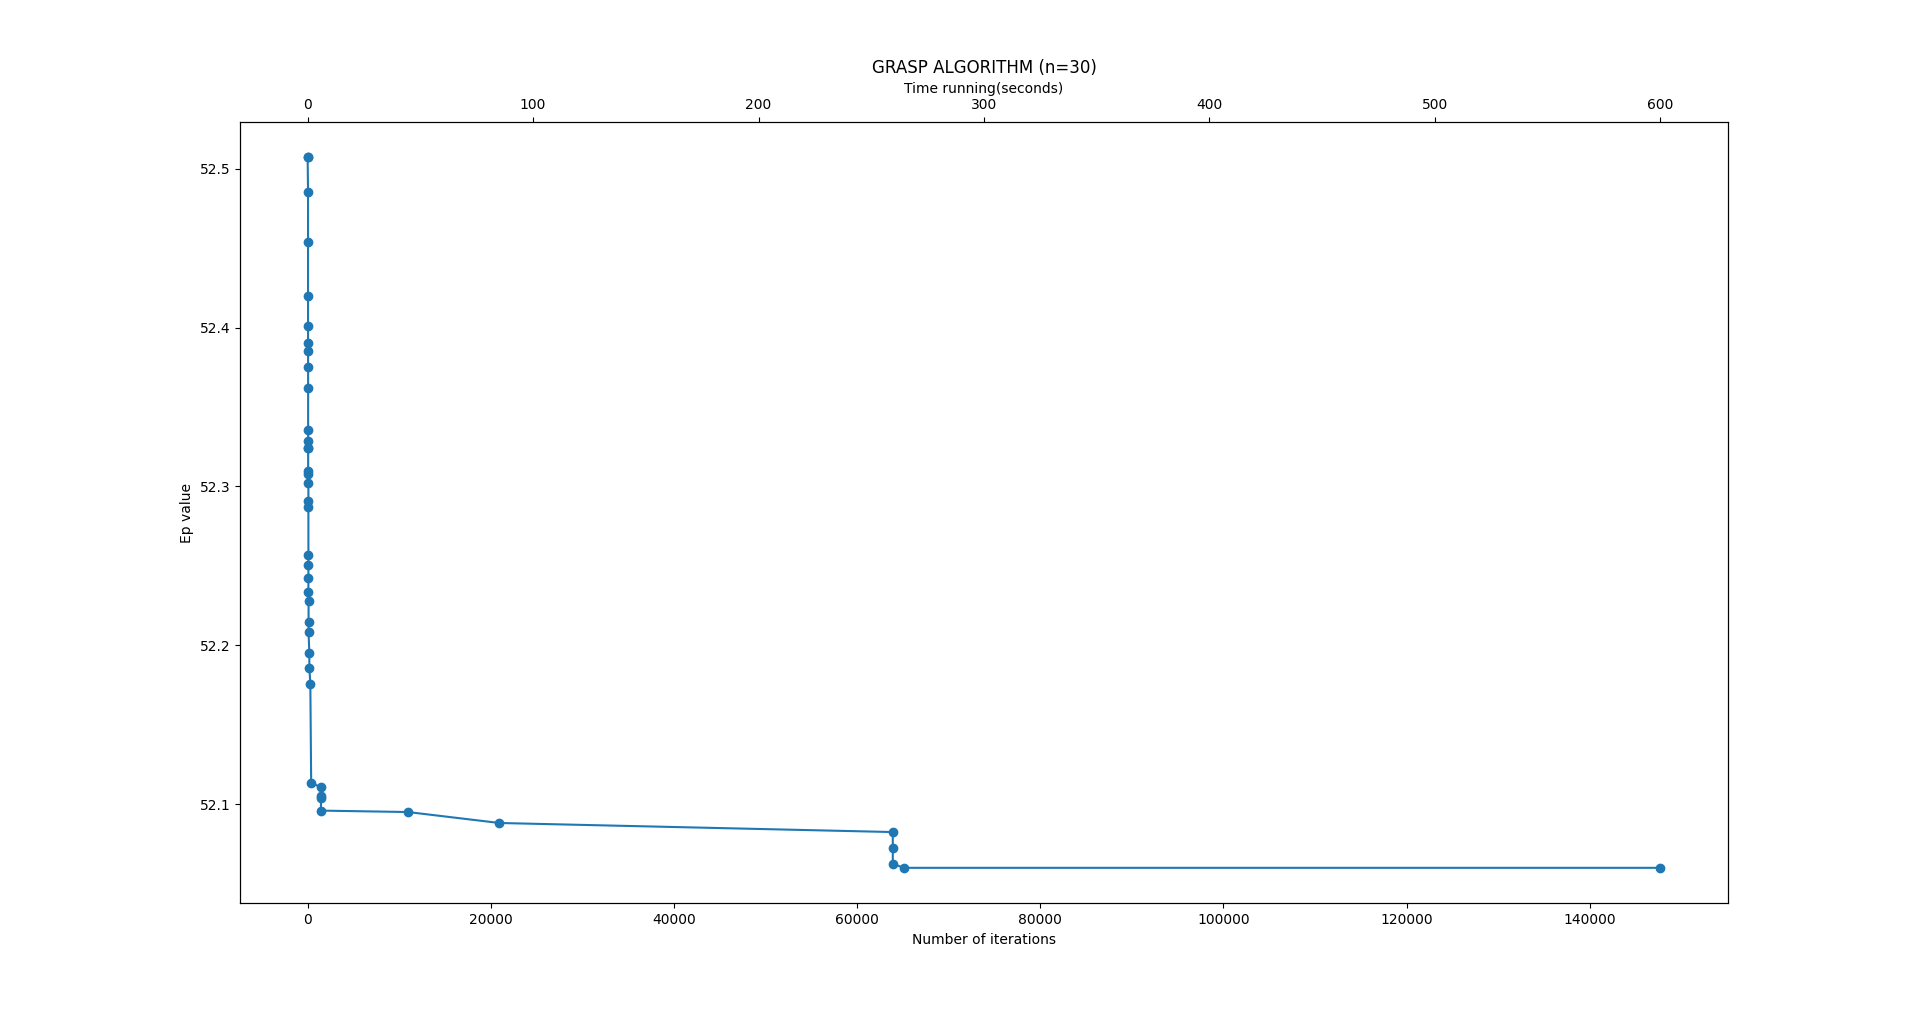 GRASP ALGORITHM (n=30)
Time running(seconds)
0 100 200 300 400 500 600
52.5
52.4
52.3
52.2
52.1
Ep value
0 20000 40000 60000 80000 100000 120000 140000
Number of iterations